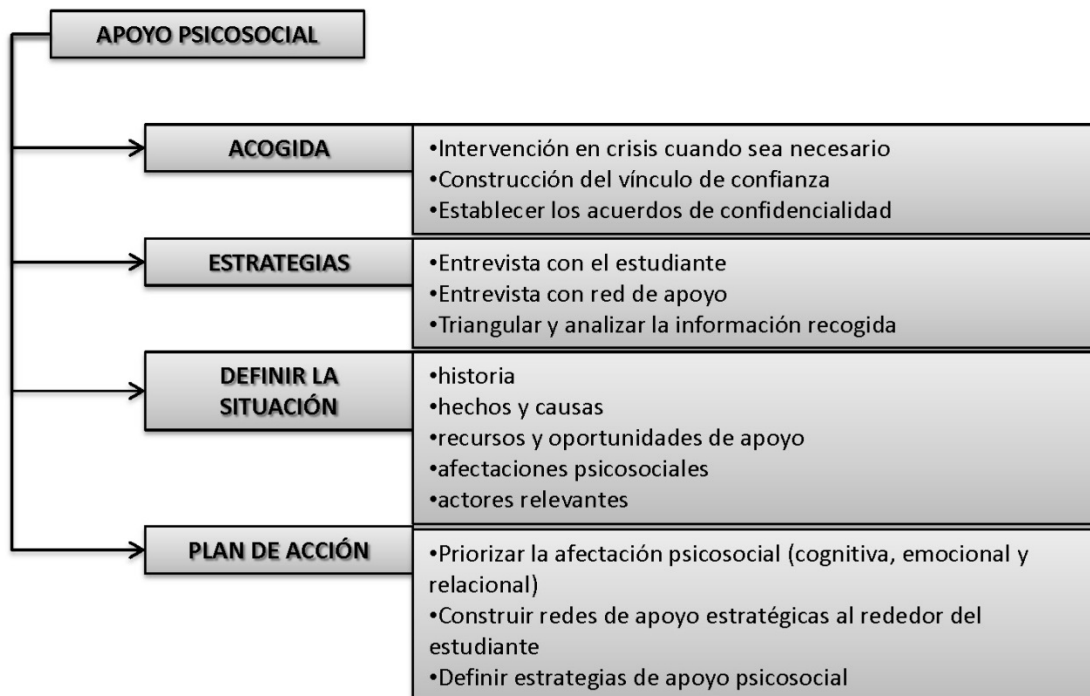 APOYO PSICOSOCIAL
ACOGIDA
•Intervención en crisis cuando sea necesario
•Construcción del vínculo de confianza
•Establecer los acuerdos de confidencialidad
ESTRATEGIAS
•Entrevista con el estudiante
•Entrevista con red de apoyo
•Triangular y analizar la información recogida
DEFINIR LA
SITUACIÓN
•historia
•hechos y causas
•recursos y oportunidades de apoyo
•afectaciones psicosociales
•actores relevantes
PLAN DE ACCIÓN
•Priorizar la afectación psicosocial (cognitiva, emocional y
relacional)
•Construir redes de apoyo estratégicas al rededor del
estudiante
•Definir estrategias de apoyo psicosocial